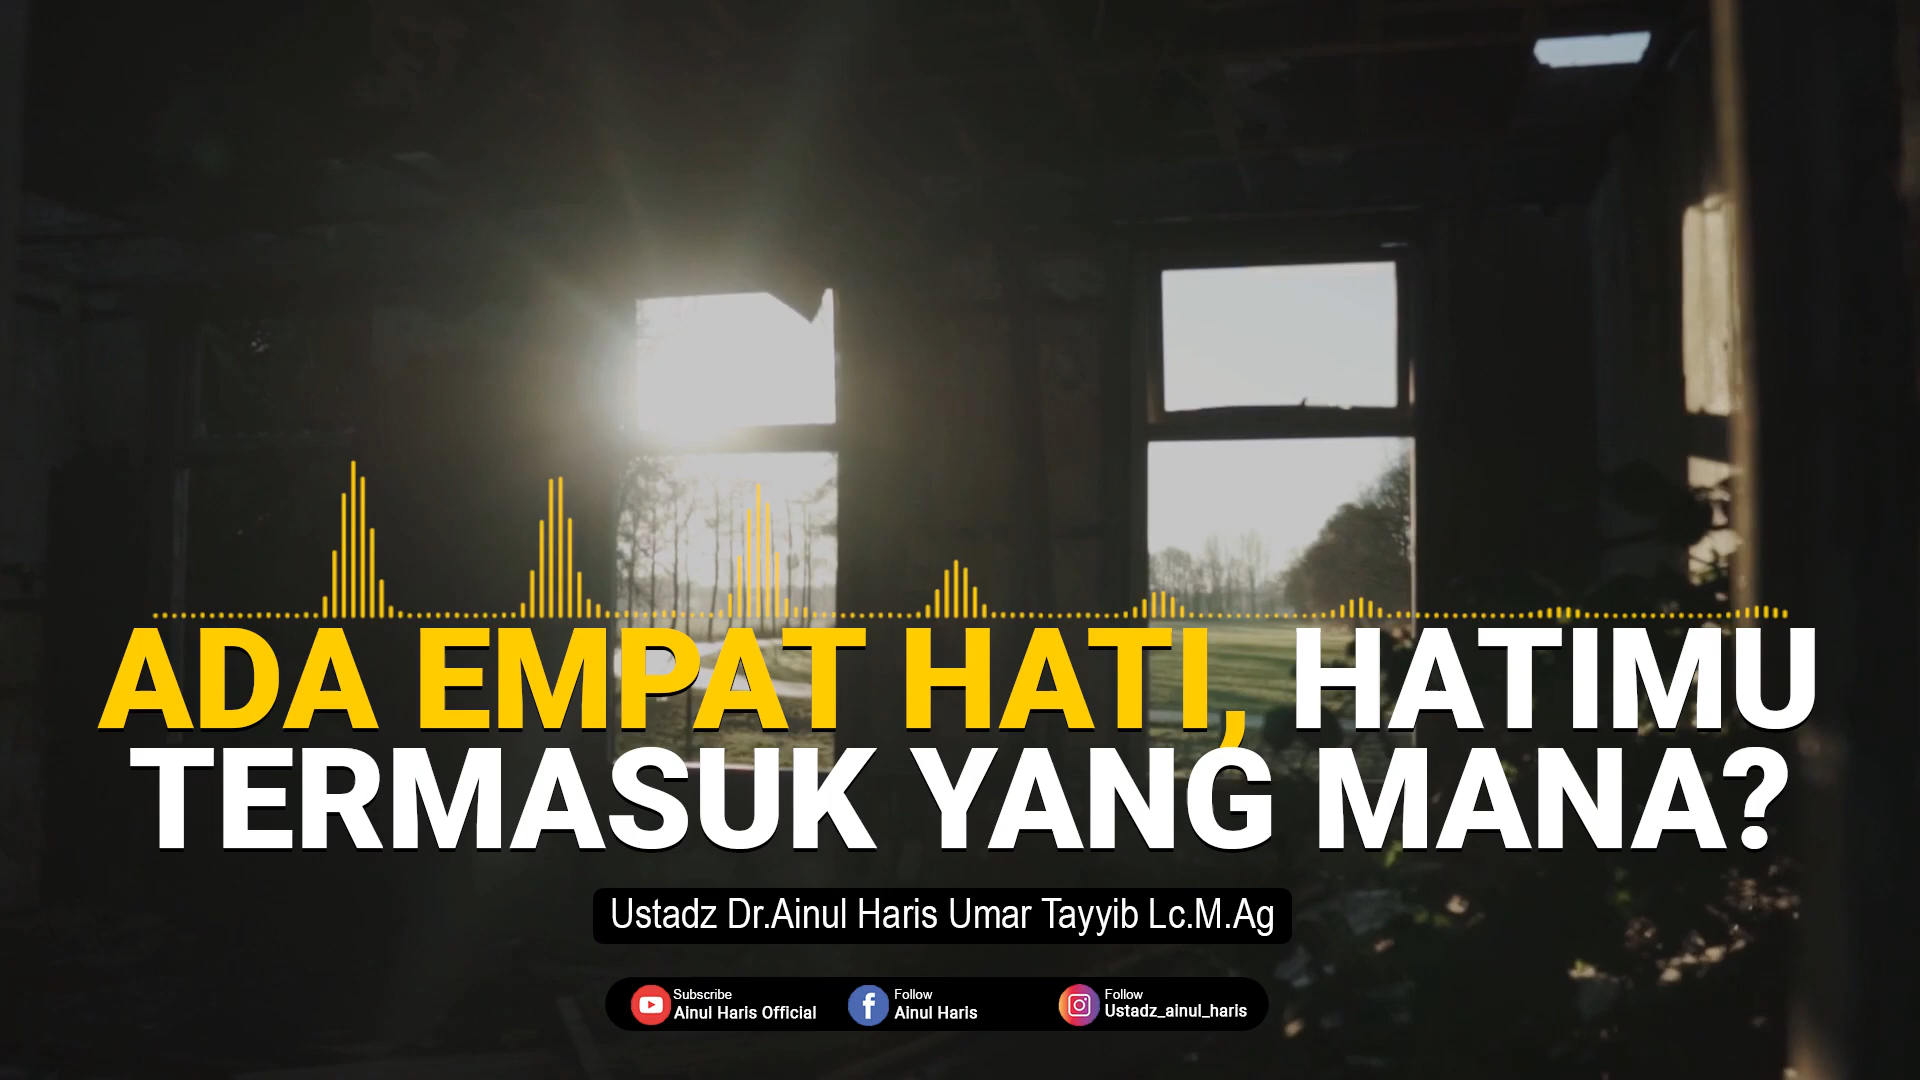 ADA EMPAT HATI, HATIMU
TERMASUK YANG MANA?
Ustadz Dr.Ainul Haris Umar Tayyib Lc.M.Ag
Subscribe
Ainul Haris Official
Follow
Ainul Haris
Follow
Ustadz_ainul_haris